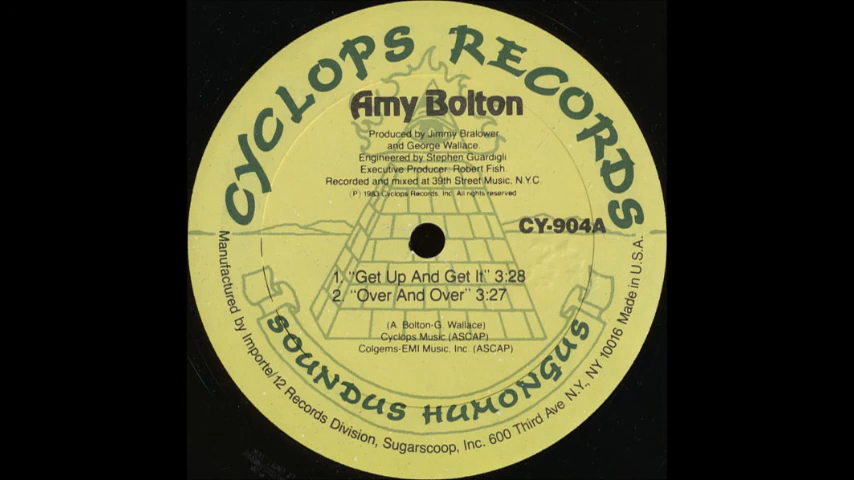 CYCLOPS RECORDS
Amy Bolton
Produced by Jimmy Bralower
and George Wallace.
Engineered by Stephen Guardigli
Executive Producer: Robert Fish.
Recorded and mixed at 39th Street Music, N.Y.C.
(P) 1983 Cyclops Records, Inc. All rights reserved
CY-904A
1. "Get Up And Get It" 3:28
2. "Over And Over" 3:27
(A. Bolton-G. Wallace)
Cyclops Music (ASCAP)
Colgems-EMI Music, Inc. (ASCAP)
SOUNDUS HUMONGUS
Manufactured by Importe/12 Records Division, Sugarscoop, Inc. 600 Third Ave N.Y., NY 10016 Made in U.S.A.